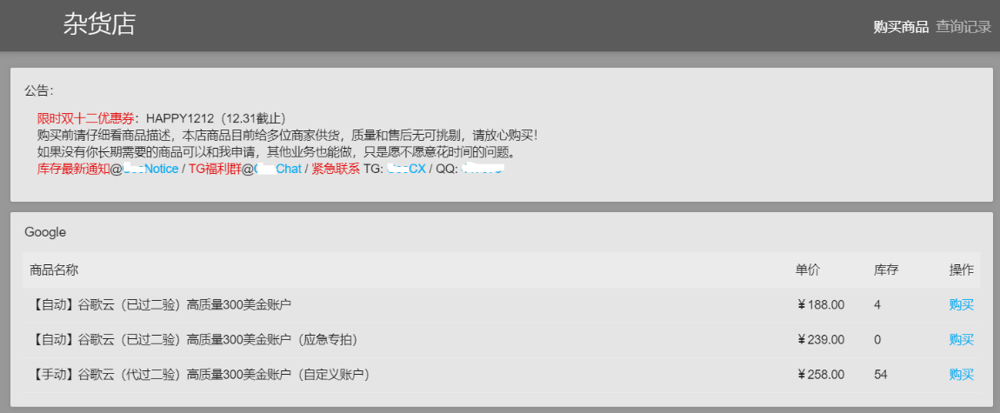 杂货店
购买商品 查询记录
公告：
限时双十二优惠券：HAPPY1212（12.31截止）
购买前请仔细看商品描述，本店商品目前给多位商家供货，质量和售后无可挑剔，请放心购买！
如果没有你长期需要的商品可以和我申请，其他业务也能做，只是愿不愿意花时间的问题。
库存最新通知@Notice / TG福利群@Chat / 紧急联系 TG: CX / QQ:
Google
商品名称 单价 库存 操作
【自动】谷歌云（已过二验）高质量300美金账户 ￥188.00 4 购买
【自动】谷歌云（已过二验）高质量300美金账户（应急专拍） ￥239.00 0 购买
【手动】谷歌云（代过二验）高质量300美金账户（自定义账户） ￥258.00 54 购买